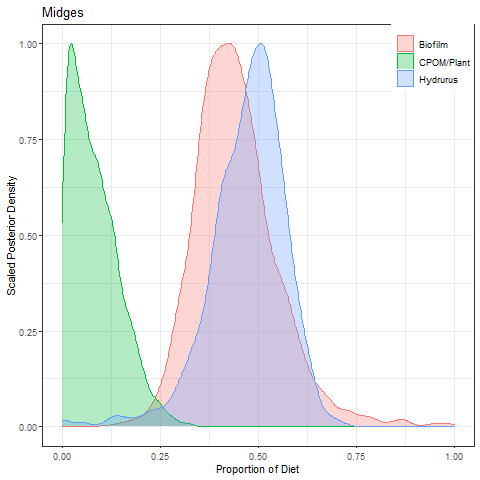 Midges
Biofilm
CPOM/Plant
Hydrurus
Scaled Posterior Density
1.00
0.75
0.50
0.25
0.00
0.00 0.25 0.50 0.75 1.00
Proportion of Diet